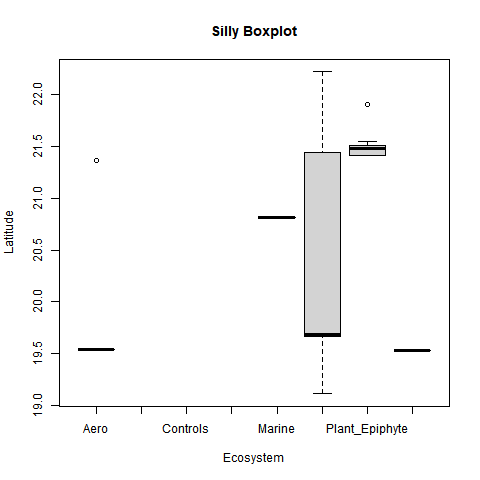 Silly Boxplot
Latitude
22.0
21.5
21.0
20.5
20.0
19.5
19.0
Aero Controls Marine Plant_Epiphyte
Ecosystem